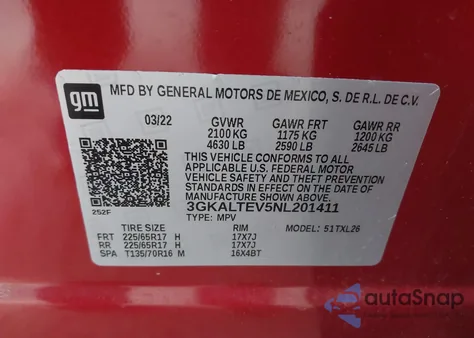 gm
MFD BY GENERAL MOTORS DE MEXICO, S. DE R.L. DE C.V.
03/22 GVWR GAWR FRT GAWR RR
2100 KG 1175 KG 1200 KG
4630 LB 2590 LB 2645 LB
THIS VEHICLE CONFORMS TO ALL
APPLICABLE U.S. FEDERAL MOTOR
VEHICLE SAFETY STANDARDS IN
EFFECT ON THE DATE OF
MANUFACTURE SHOWN ABOVE.
3GKALTEV5NL201411
252F TYPE: MPV
TIRE SIZE RIM MODEL: 51TXL26
FRT 225/65R17 H 17X7J
RR 225/65R17 H 17X7J
SPA T135/70R16 M 16X4BT
autoSnap